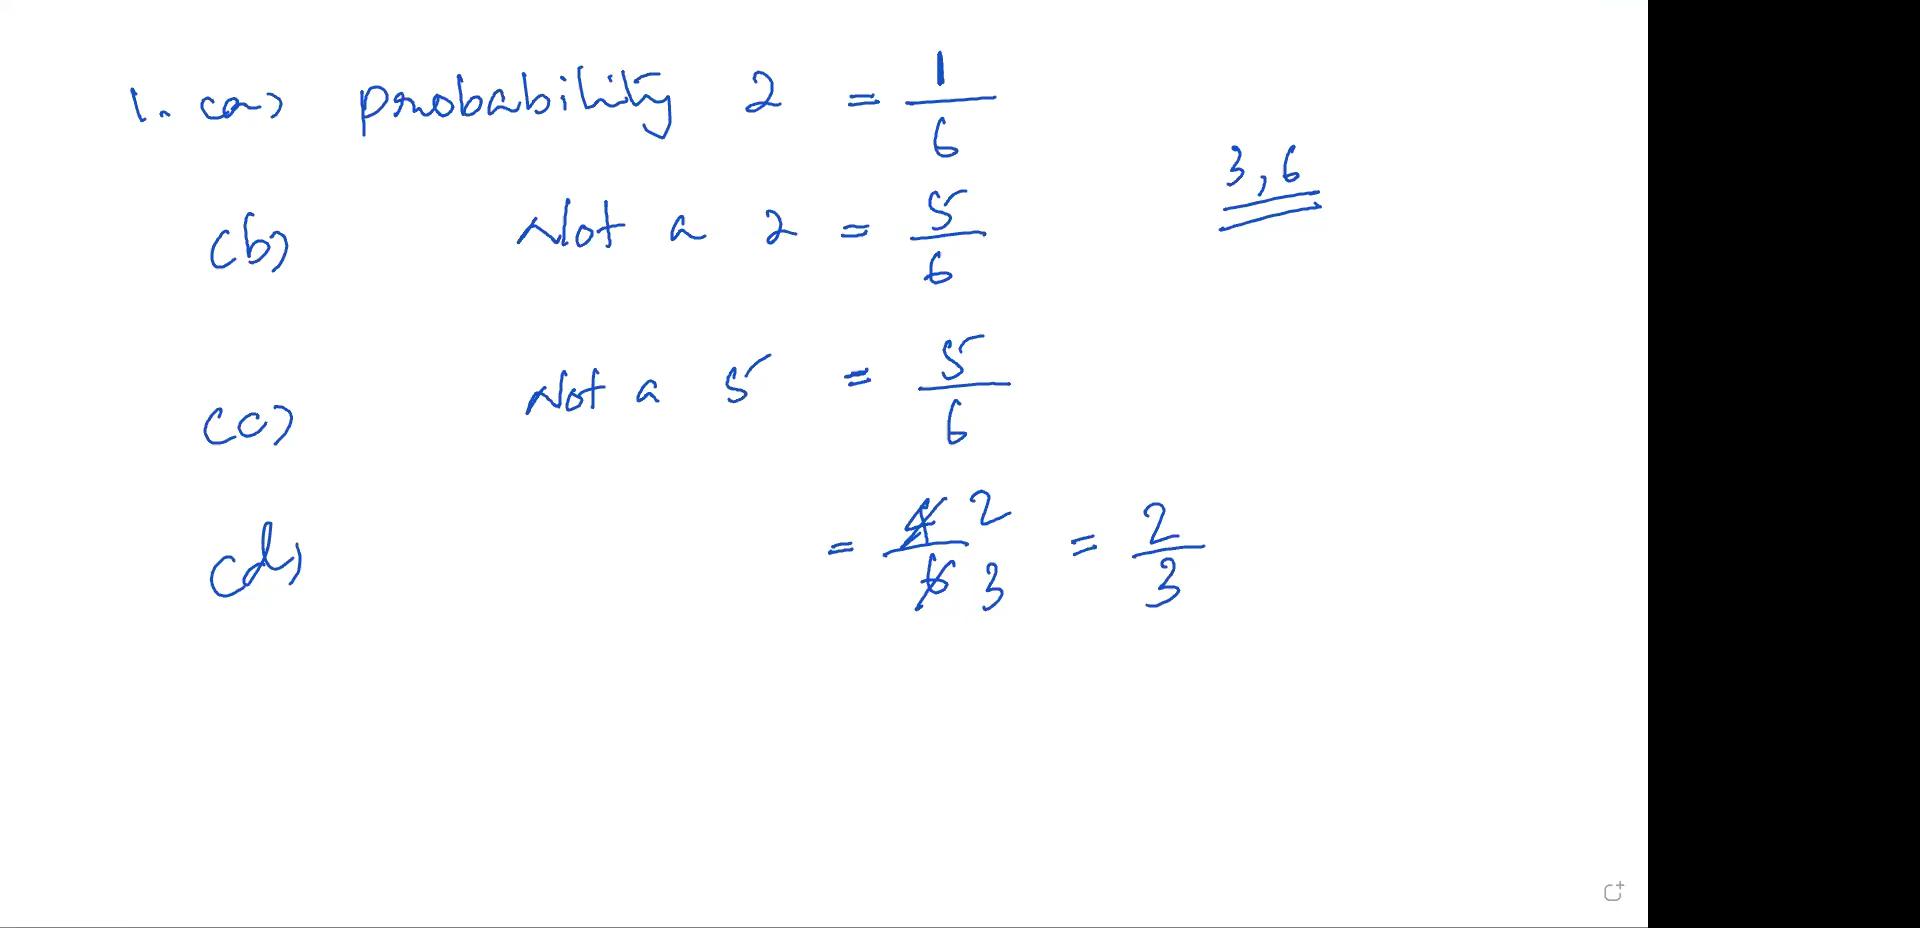 1. (a) probability 2 = 1/6
3, 6
(b) Not a 2 = 5/6
(c) Not a 5 = 5/6
(d) = 4/6 2/3 = 2/3